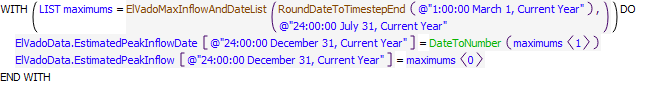 WITH ( LIST maximums = ElVadoMaxInflowAndDateList ( RoundDateToTimestepEnd ( @"1:00:00 March 1, Current Year" ) , @"24:00:00 July 31, Current Year" ) ) DO
ElVadoData.EstimatedPeakInflowDate [ @"24:00:00 December 31, Current Year" ] = DateToNumber ( maximums 〈1〉 )
ElVadoData.EstimatedPeakInflow [ @"24:00:00 December 31, Current Year" ] = maximums 〈0〉
END WITH